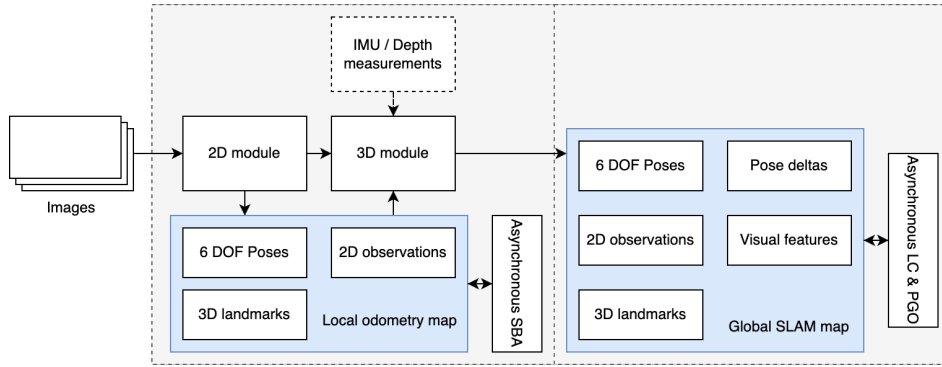 IMU / Depth
measurements
2D module
3D module
Images
6 DOF Poses
2D observations
3D landmarks
Local odometry map
Asynchronous SBA
6 DOF Poses
Pose deltas
2D observations
Visual features
3D landmarks
Global SLAM map
Asynchronous LC & PGO